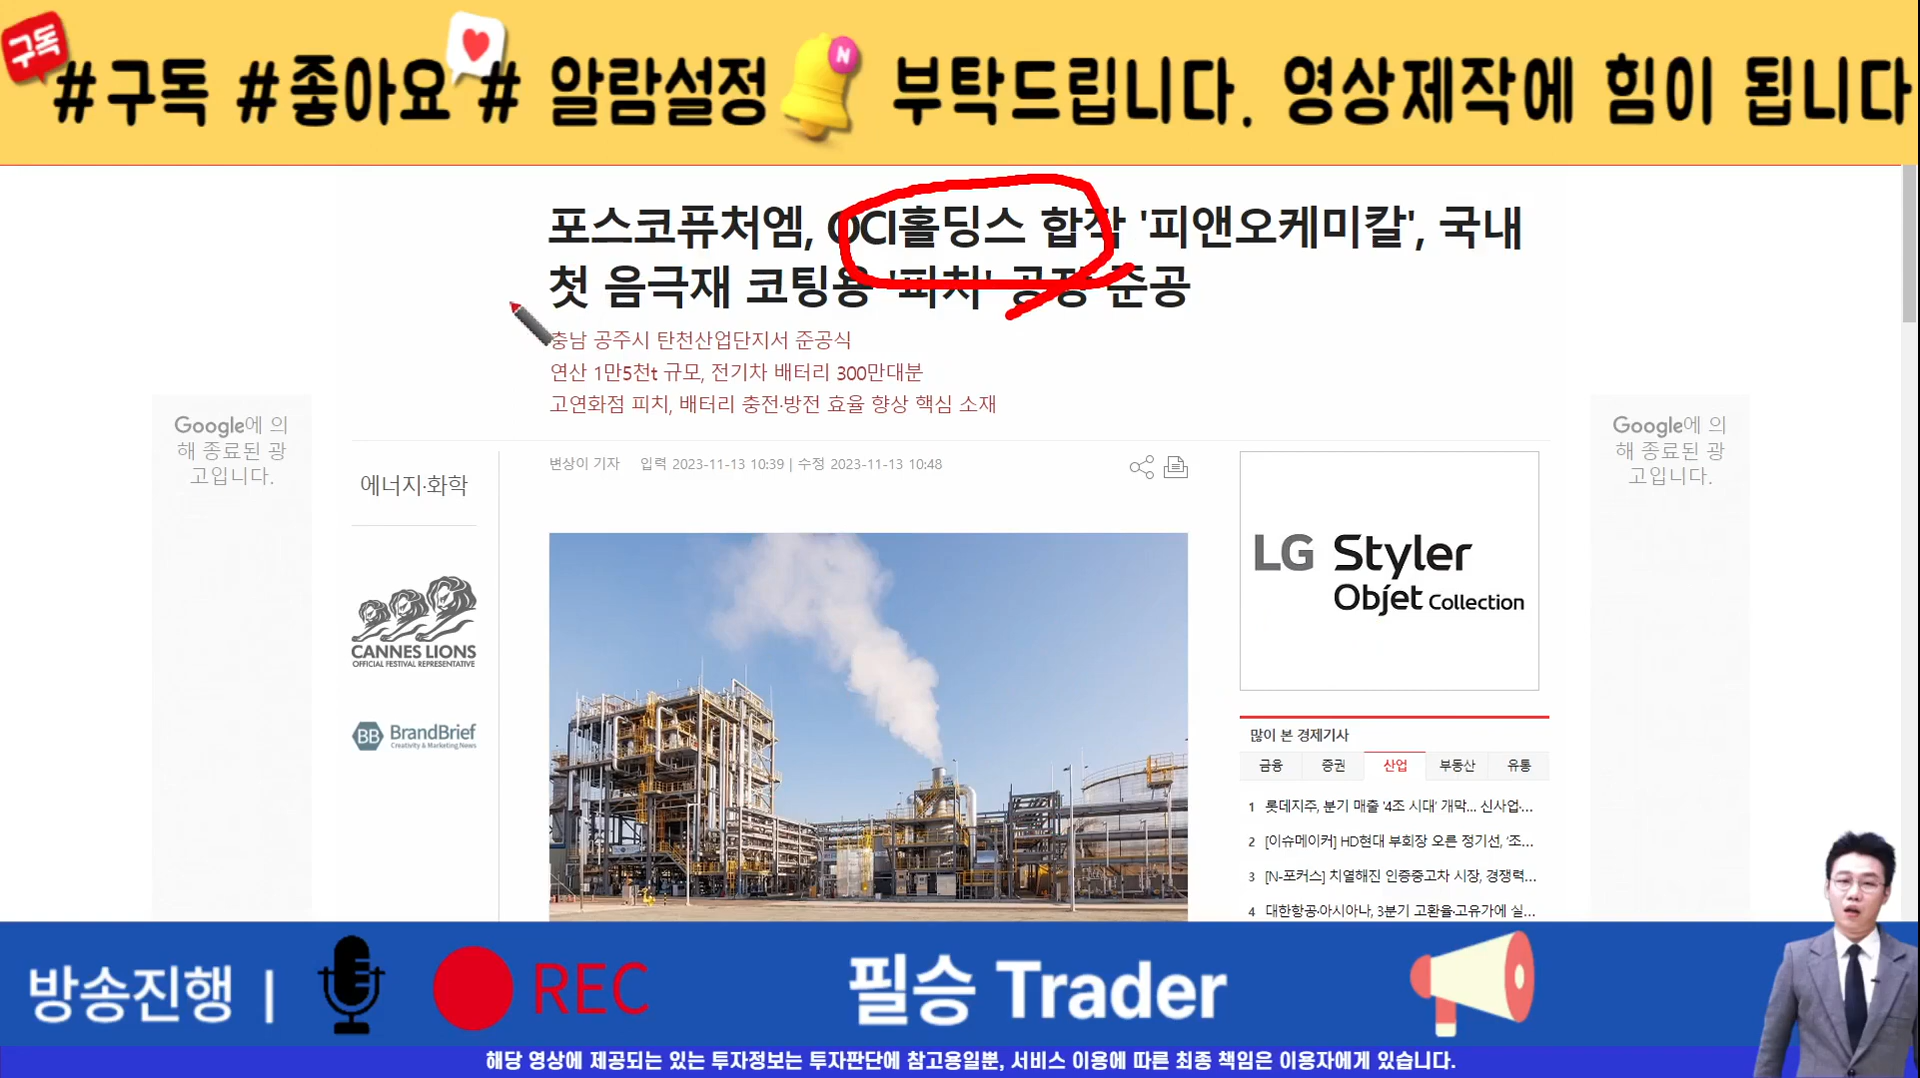 구독
#구독 #좋아요 # 알람설정 N 부탁드립니다. 영상제작에 힘이 됩니다
포스코퓨처엠, OCI홀딩스 합작 '피앤오케미칼', 국내
첫 음극재 코팅용 '피치' 공장 준공
충남 공주시 탄천산업단지서 준공식
연산 1만5천t 규모, 전기차 배터리 300만대분
고연화점 피치, 배터리 충전·방전 효율 향상 핵심 소재
Google에 의
해 종료된 광
고입니다.
에너지·화학
변상이 기자 입력 2023-11-13 10:39 | 수정 2023-11-13 10:48
CANNES LIONS
OFFICIAL FESTIVAL REPRESENTATIVE
BB BrandBrief
Creativity & Marketing News
LG Styler
Objet Collection
Google에 의
해 종료된 광
고입니다.
많이 본 경제기사
금융 증권 산업 부동산 유통
1 롯데지주, 분기 매출 '4조 시대' 개막... 신사업·...
2 [이슈메이커] HD현대 부회장 오른 정기선, '조...
3 [N-포커스] 치열해진 인증중고차 시장, 경쟁력...
4 대한항공·아시아나, 3분기 고환율·고유가에 실...
방송진행 | REC 필승 Trader
해당 영상에 제공되는 있는 투자정보는 투자판단에 참고용일뿐, 서비스 이용에 따른 최종 책임은 이용자에게 있습니다.